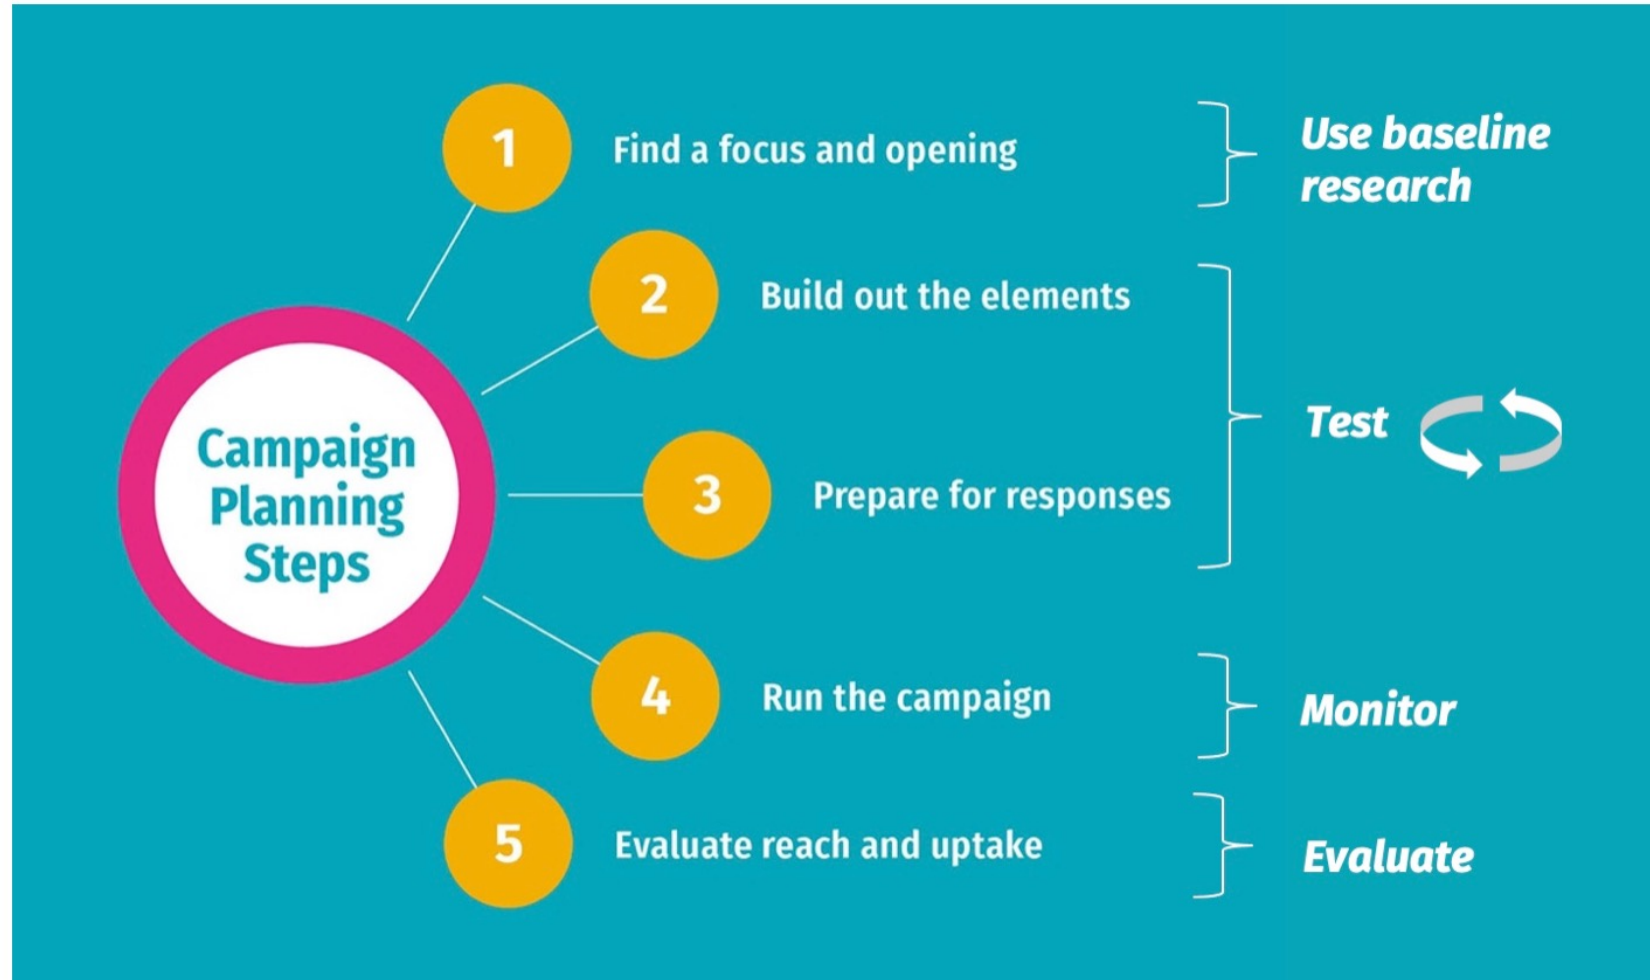 Campaign
Planning
Steps
1
Find a focus and opening
Use baseline
research
2
Build out the elements
3
Prepare for responses
Test
4
Run the campaign
Monitor
5
Evaluate reach and uptake
Evaluate